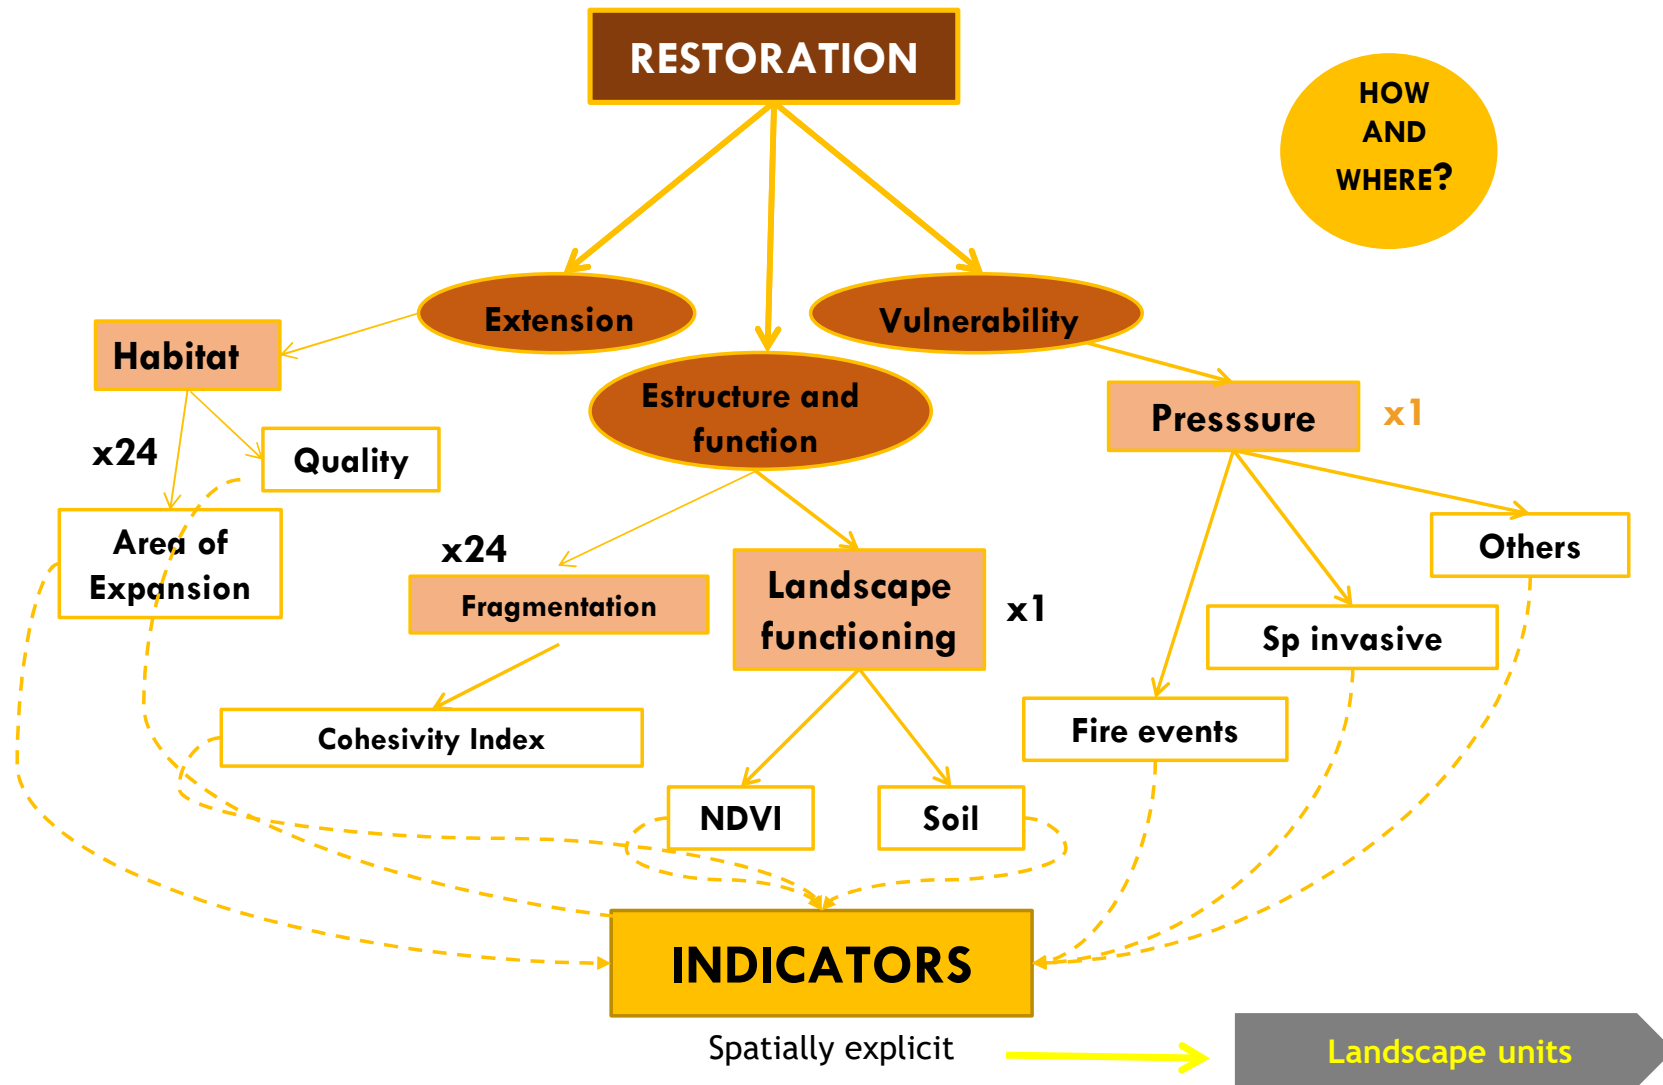 RESTORATION
HOW
AND
WHERE?
Extension
Vulnerability
Habitat
Estructure and
function
Presssure
x1
x24
Quality
Area of
Expansion
x24
Fragmentation
Landscape
functioning
x1
Others
Sp invasive
Cohesivity Index
Fire events
NDVI
Soil
INDICATORS
Spatially explicit
Landscape units